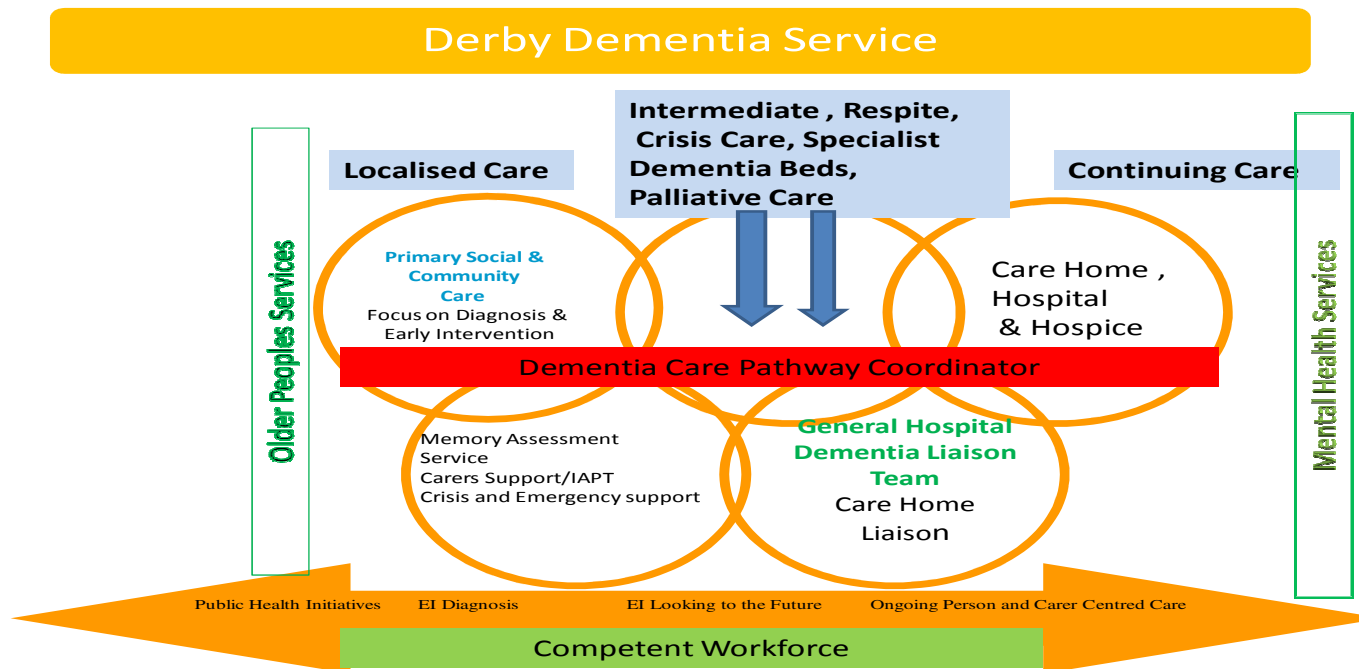 Derby Dementia Service
Intermediate , Respite,
Crisis Care, Specialist
Dementia Beds,
Palliative Care
Localised Care
Continuing Care
Older Peoples Services
Mental Health Services
Primary Social &
Community
Care
Focus on Diagnosis &
Early Intervention
Care Home ,
Hospital
& Hospice
Dementia Care Pathway Coordinator
Memory Assessment
Service
Carers Support/IAPT
Crisis and Emergency support
General Hospital
Dementia Liaison
Team
Care Home
Liaison
Public Health Initiatives EI Diagnosis EI Looking to the Future Ongoing Person and Carer Centred Care
Competent Workforce